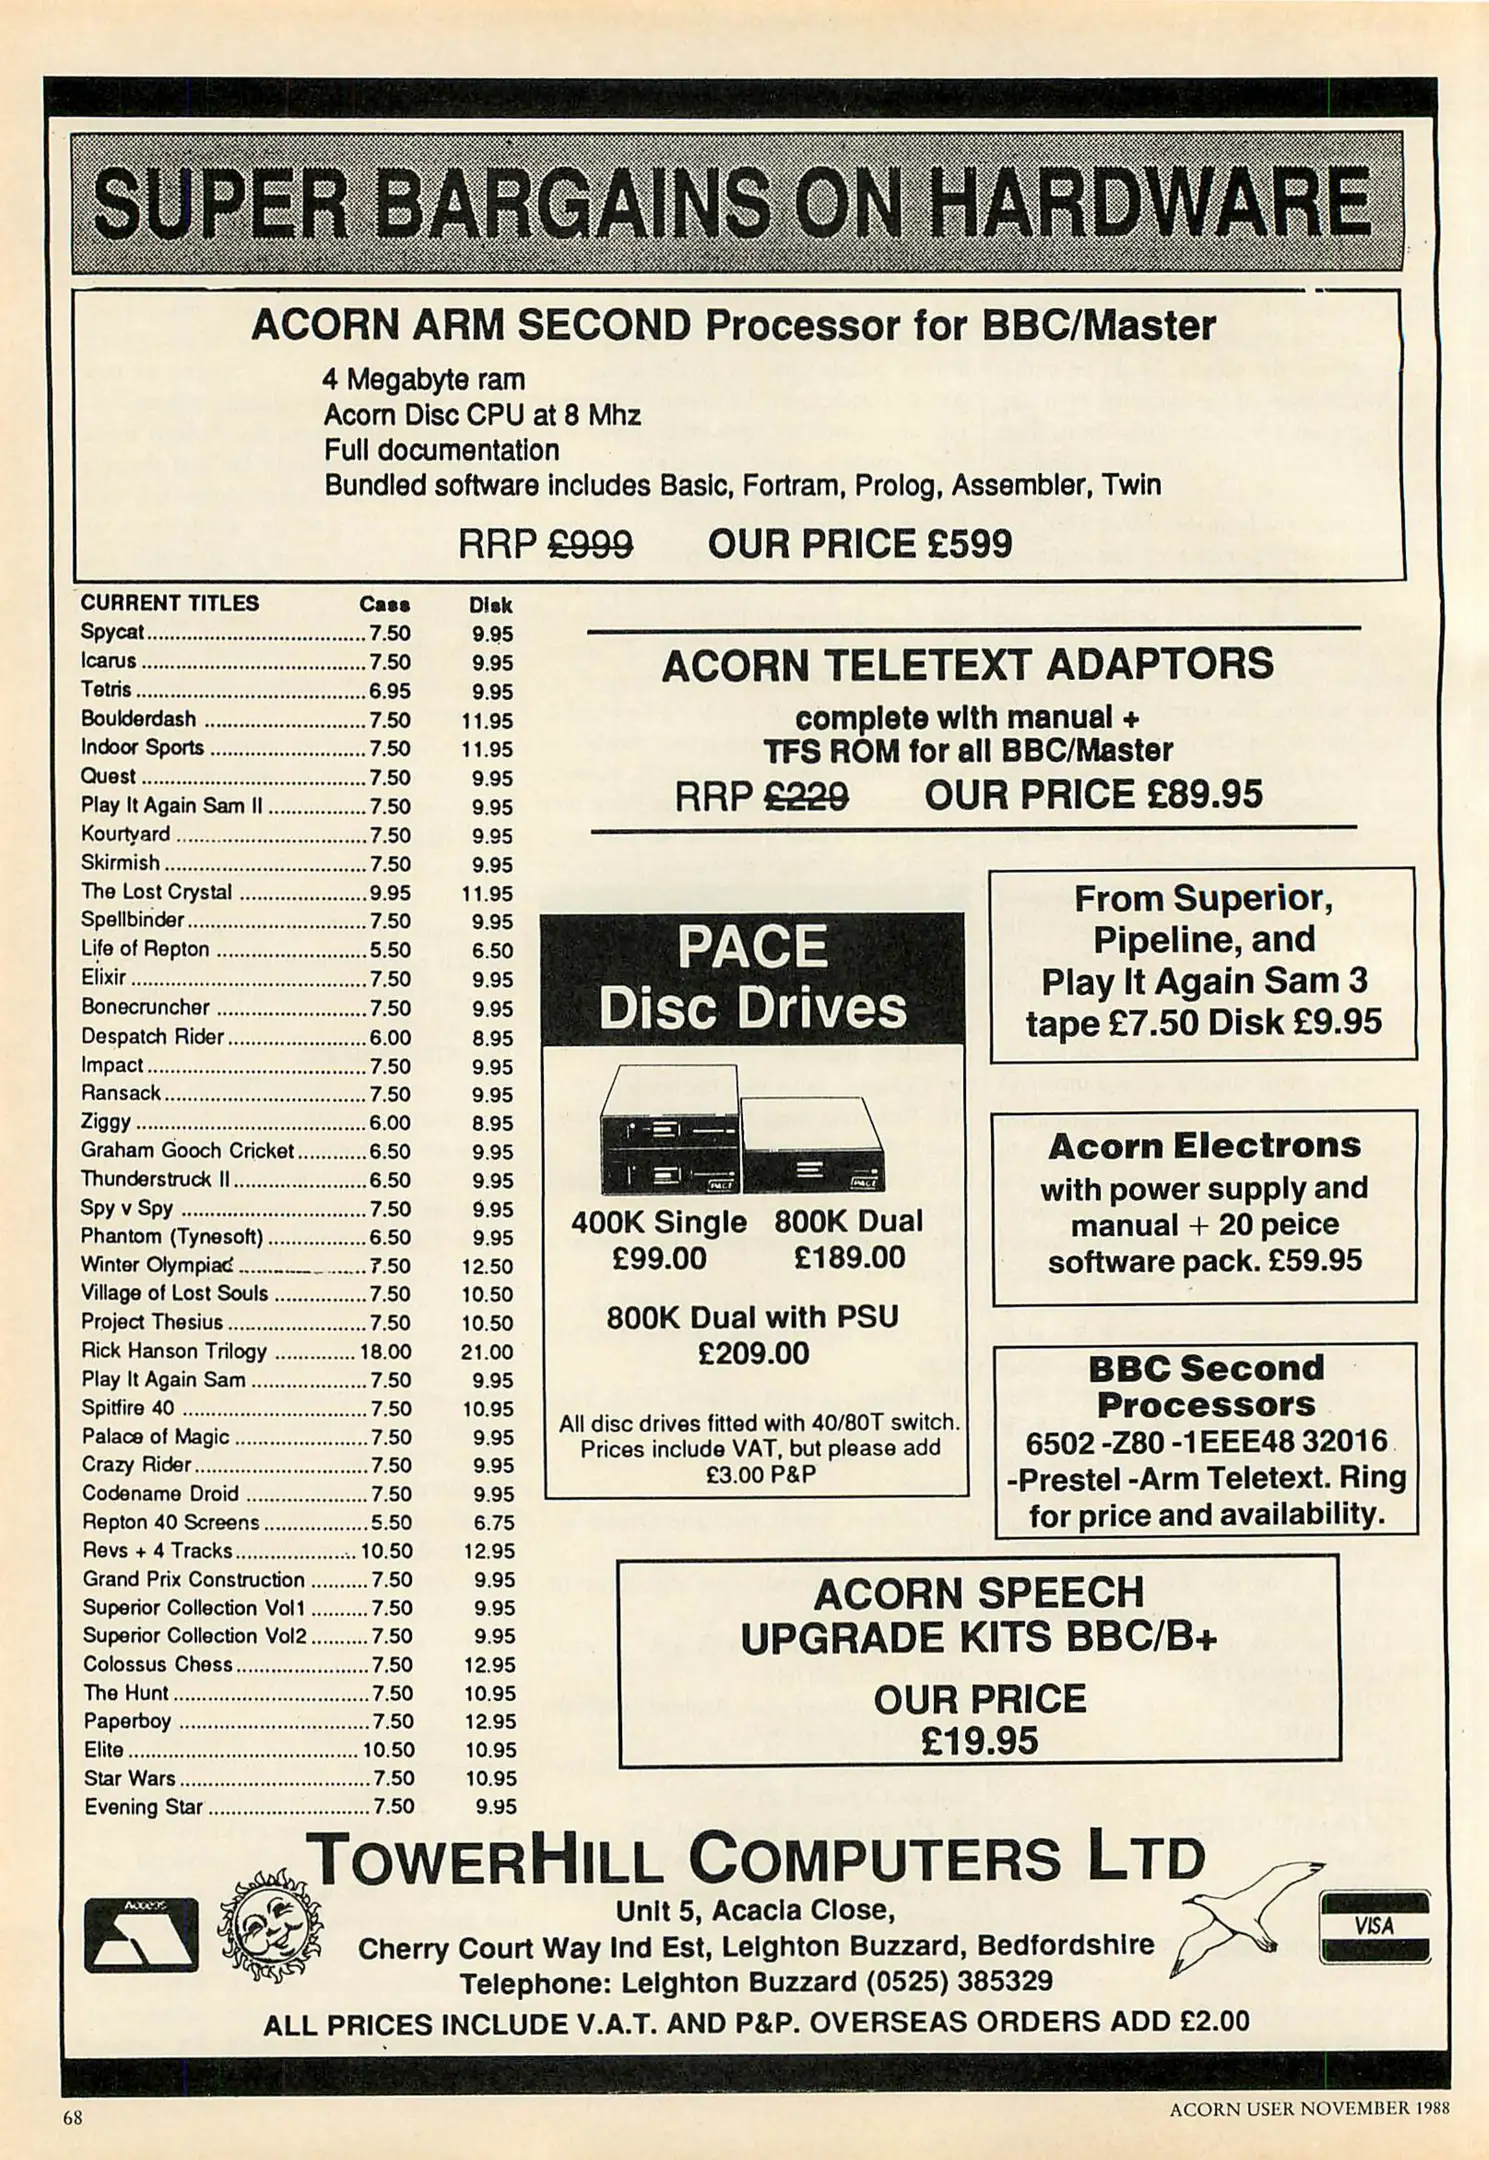 SUPER BARGAINS ON HARDWARE
ACORN ARM SECOND Processor for BBC/Master
4 Megabyte ram
Acorn Disc CPU at 8 Mhz
Full documentation
Bundled software includes Basic, Fortram, Prolog, Assembler, Twin
RRP £999 OUR PRICE £599
CURRENT TITLES Cass Disk
Spycat 7.50 9.95
Icarus 7.50 9.95
Tetris 6.95 9.95
Boulderdash 7.50 11.95
Indoor Sports 7.50 11.95
Quest 7.50 9.95
Play It Again Sam II 7.50 9.95
Kourtyard 7.50 9.95
Skirmish 7.50 9.95
The Lost Crystal 9.95 11.95
Spellbinder 7.50 9.95
Life of Repton 5.50 6.50
Elixir 7.50 9.95
Bonecruncher 7.50 9.95
Despatch Rider 6.00 8.95
Impact 7.50 9.95
Ransack 7.50 9.95
Ziggy 6.00 8.95
Graham Gooch Cricket 6.50 9.95
Thunderstruck II 6.50 9.95
Spy v Spy 7.50 9.95
Phantom (Tynesoft) 6.50 9.95
Winter Olympiad 7.50 12.50
Village of Lost Souls 7.50 10.50
Project Thesius 7.50 10.50
Rick Hanson Trilogy 18.00 21.00
Play It Again Sam 7.50 9.95
Spitfire 40 7.50 10.95
Palace of Magic 7.50 9.95
Crazy Rider 7.50 9.95
Codename Droid 7.50 9.95
Repton 40 Screens 5.50 6.75
Revs + 4 Tracks 10.50 12.95
Grand Prix Construction 7.50 9.95
Superior Collection Vol1 7.50 9.95
Superior Collection Vol2 7.50 9.95
Colossus Chess 7.50 12.95
The Hunt 7.50 10.95
Paperboy 7.50 12.95
Elite 10.50 10.95
Star Wars 7.50 10.95
Evening Star 7.50 9.95
ACORN TELETEXT ADAPTORS
complete with manual +
TFS ROM for all BBC/Master
RRP £229 OUR PRICE £89.95
PACE
Disc Drives
PACE
PACE
400K Single 800K Dual
£99.00 £189.00
800K Dual with PSU
£209.00
All disc drives fitted with 40/80T switch.
Prices include VAT, but please add
£3.00 P&P
From Superior,
Pipeline, and
Play It Again Sam 3
tape £7.50 Disk £9.95
Acorn Electrons
with power supply and
manual + 20 peice
software pack. £59.95
BBC Second
Processors
6502 -Z80 -1EEE48 32016
-Prestel -Arm Teletext. Ring
for price and availability.
ACORN SPEECH
UPGRADE KITS BBC/B+
OUR PRICE
£19.95
TOWERHILL COMPUTERS LTD
Access
Unit 5, Acacia Close,
Cherry Court Way Ind Est, Leighton Buzzard, Bedfordshire
Telephone: Leighton Buzzard (0525) 385329
VISA
ALL PRICES INCLUDE V.A.T. AND P&P. OVERSEAS ORDERS ADD £2.00
68
ACORN USER NOVEMBER 1988